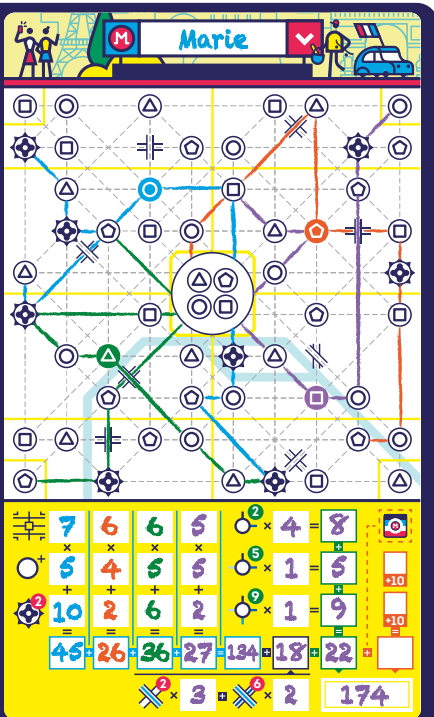 M Marie
2
7 6 6 5 × 4 = 8
× × × × +
5
5 4 5 5 × 1 = 5 +10
+ + + + +
2 9
10 2 6 2 × 1 = 9 +10
= = = = =
45 + 26 + 36 + 27 = 134 + 18 + 22 +
2 6
× 3 + × 2 174